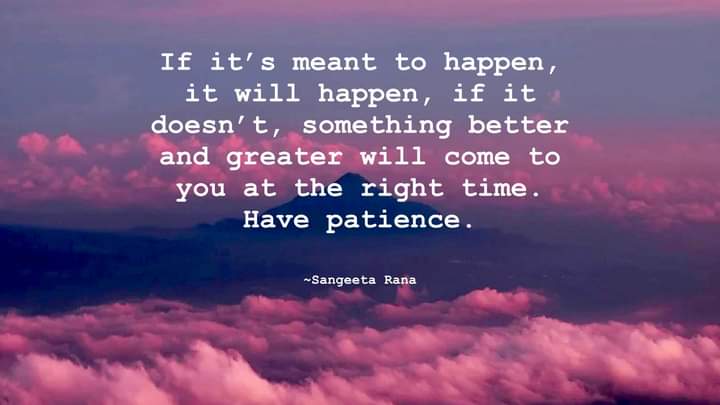 If it’s meant to happen,
it will happen, if it
doesn’t, something better
and greater will come to
you at the right time.
Have patience.
~Sangeeta Rana